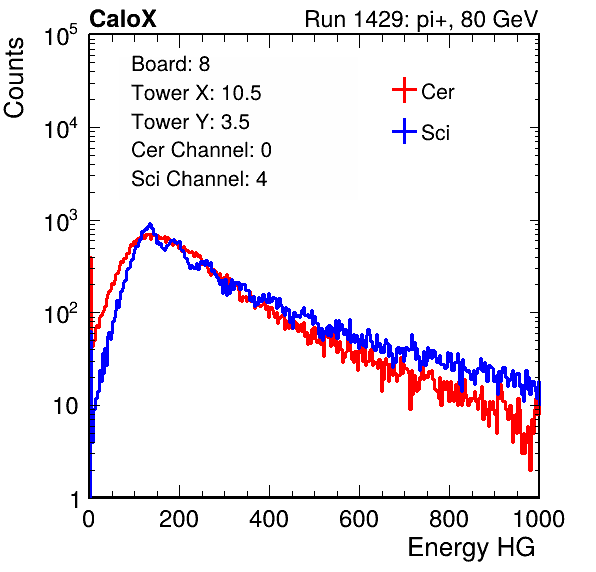 CaloX Run 1429: pi+, 80 GeV
Counts
10^5
10^4
10^3
10^2
10
1
Board: 8
Tower X: 10.5
Tower Y: 3.5
Cer Channel: 0
Sci Channel: 4
Cer
Sci
0 200 400 600 800 1000
Energy HG